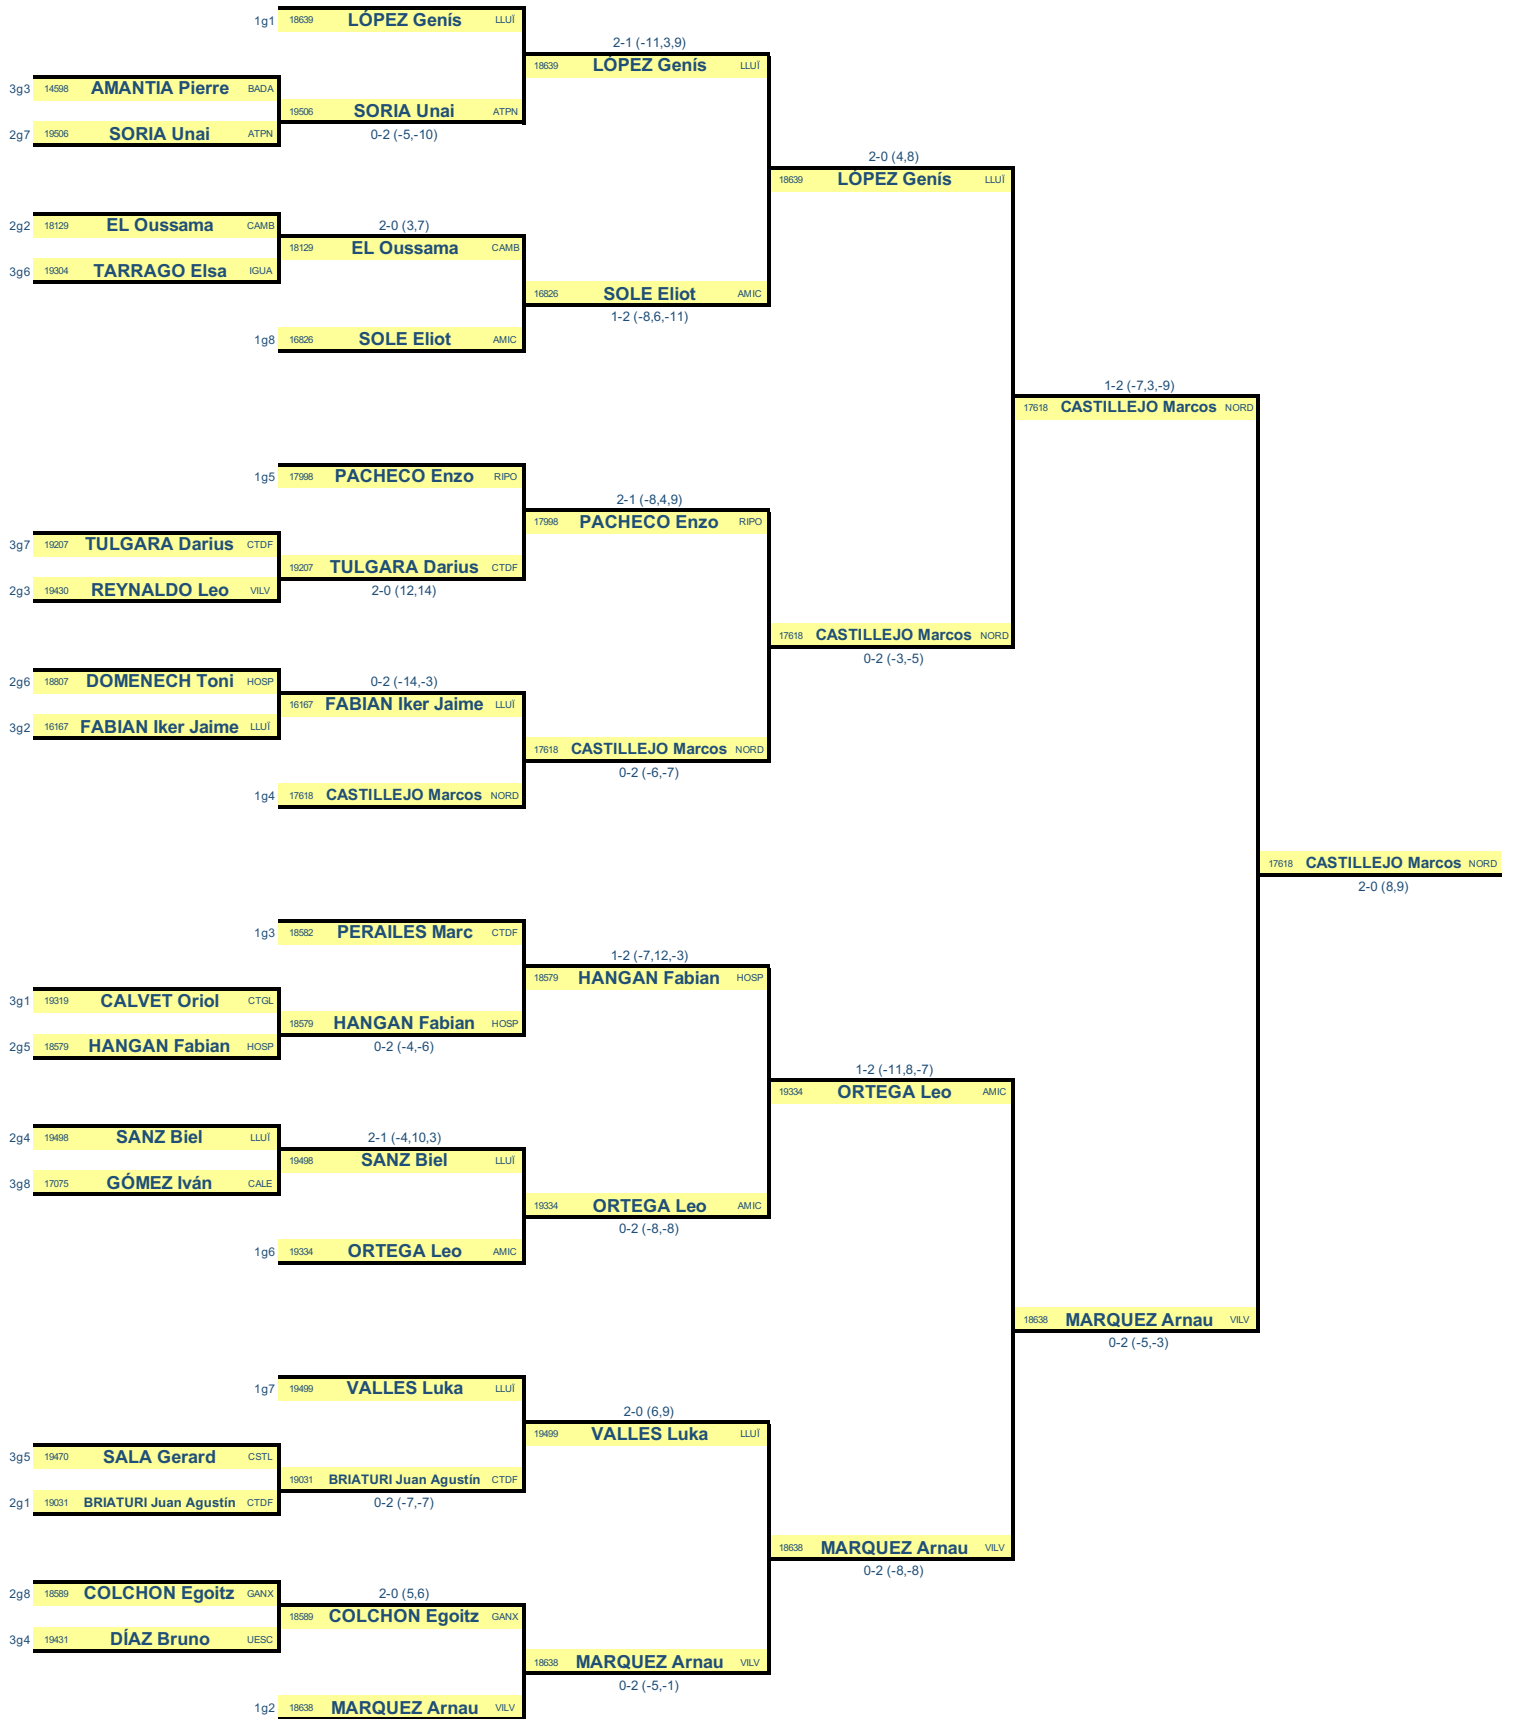 1g1 18639 LÓPEZ Genís LLUÏ
2-1 (-11,3,9)
18639 LÓPEZ Genís LLUÏ
3g3 14598 AMANTIA Pierre BADA
19506 SORIA Unai ATPN
2g7 19506 SORIA Unai ATPN
0-2 (-5,-10)
2-0 (4,8)
18639 LÓPEZ Genís LLUÏ
2g2 18129 EL Oussama CAMB
2-0 (3,7)
18129 EL Oussama CAMB
3g6 19304 TARRAGO Elsa IGUA
16826 SOLE Eliot AMIC
1-2 (-8,6,-11)
1g8 16826 SOLE Eliot AMIC
1-2 (-7,3,-9)
17618 CASTILLEJO Marcos NORD
1g5 17998 PACHECO Enzo RIPO
2-1 (-8,4,9)
17998 PACHECO Enzo RIPO
3g7 19207 TULGARA Darius CTDF
19207 TULGARA Darius CTDF
2g3 19430 REYNALDO Leo VILV
2-0 (12,14)
17618 CASTILLEJO Marcos NORD
0-2 (-3,-5)
2g6 18807 DOMENECH Toni HOSP
0-2 (-14,-3)
16167 FABIAN Iker Jaime LLUÏ
3g2 16167 FABIAN Iker Jaime LLUÏ
17618 CASTILLEJO Marcos NORD
0-2 (-6,-7)
1g4 17618 CASTILLEJO Marcos NORD
17618 CASTILLEJO Marcos NORD
2-0 (8,9)
1g3 18582 PERAILES Marc CTDF
1-2 (-7,12,-3)
18579 HANGAN Fabian HOSP
3g1 19319 CALVET Oriol CTGL
18579 HANGAN Fabian HOSP
2g5 18579 HANGAN Fabian HOSP
0-2 (-4,-6)
1-2 (-11,8,-7)
19334 ORTEGA Leo AMIC
2g4 19498 SANZ Biel LLUÏ
2-1 (-4,10,3)
19498 SANZ Biel LLUÏ
3g8 17075 GÓMEZ Iván CALE
19334 ORTEGA Leo AMIC
0-2 (-8,-8)
1g6 19334 ORTEGA Leo AMIC
18638 MARQUEZ Arnau VILV
0-2 (-5,-3)
1g7 19499 VALLES Luka LLUÏ
2-0 (6,9)
19499 VALLES Luka LLUÏ
3g5 19470 SALA Gerard CSTL
19031 BRIATURI Juan Agustín CTDF
2g1 19031 BRIATURI Juan Agustín CTDF
0-2 (-7,-7)
18638 MARQUEZ Arnau VILV
0-2 (-8,-8)
2g8 18589 COLCHON Egoitz GANX
2-0 (5,6)
18589 COLCHON Egoitz GANX
3g4 19431 DÍAZ Bruno UESC
18638 MARQUEZ Arnau VILV
0-2 (-5,-1)
1g2 18638 MARQUEZ Arnau VILV